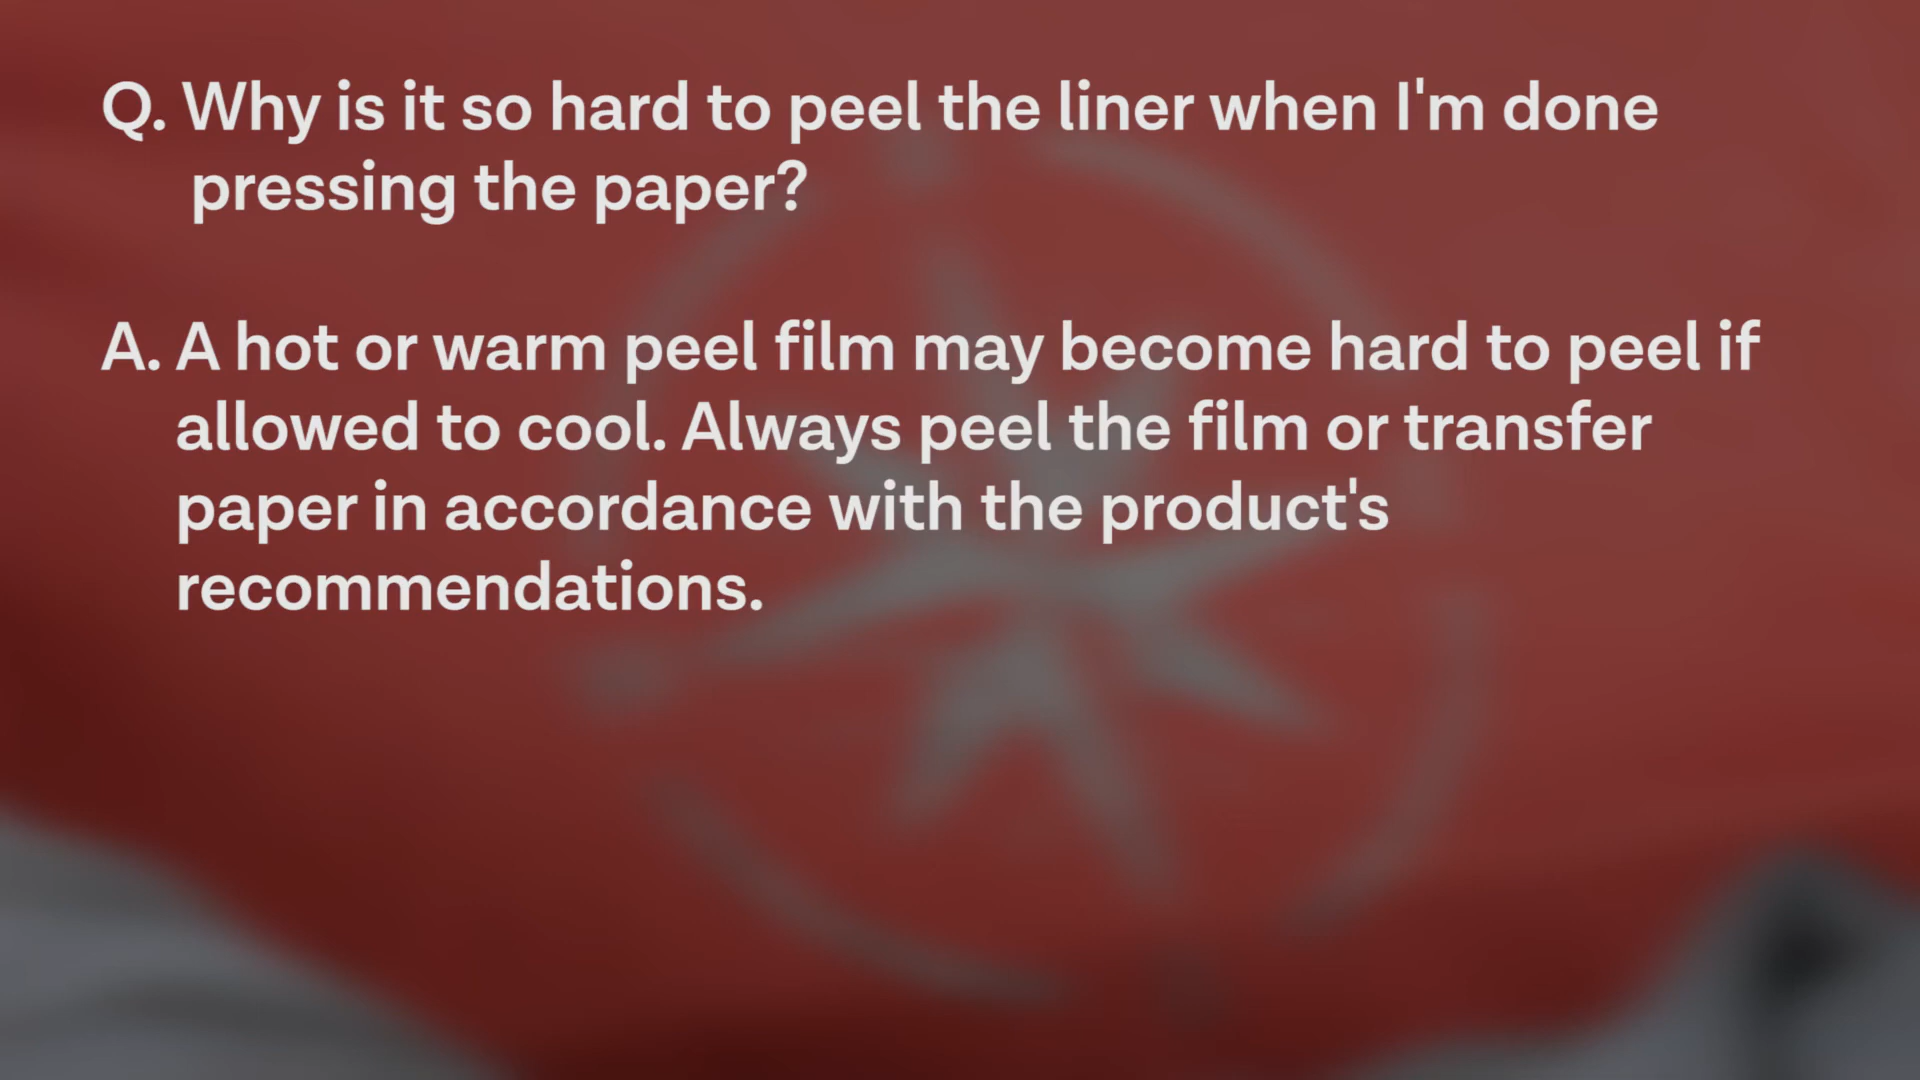 Q. Why is it so hard to peel the liner when I'm done
pressing the paper?
A. A hot or warm peel film may become hard to peel if
allowed to cool. Always peel the film or transfer
paper in accordance with the product's
recommendations.